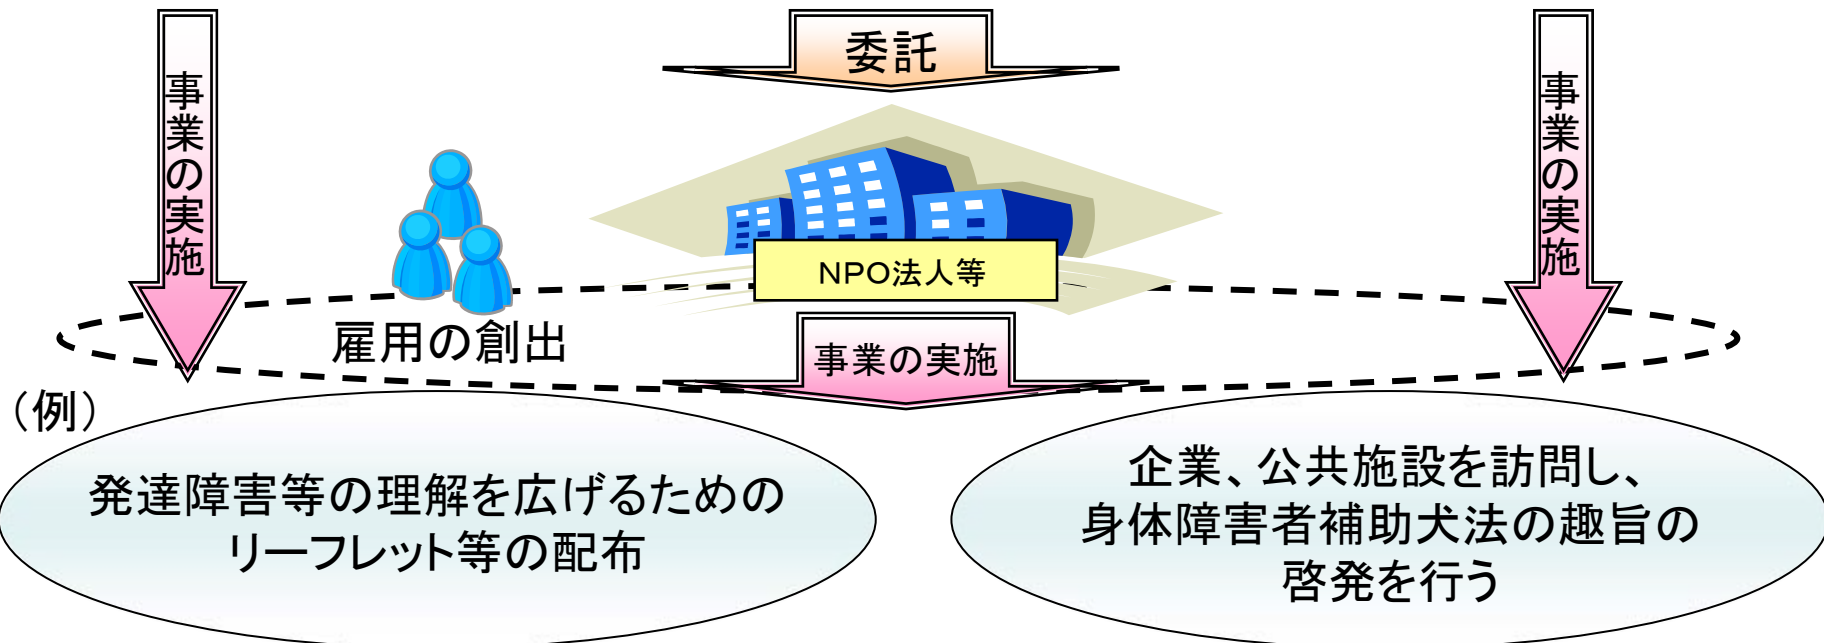 委託
事業の実施
事業の実施
NPO法人等
雇用の創出
事業の実施
（例）
発達障害等の理解を広げるための
リーフレット等の配布
企業、公共施設を訪問し、
身体障害者補助犬法の趣旨の
啓発を行う